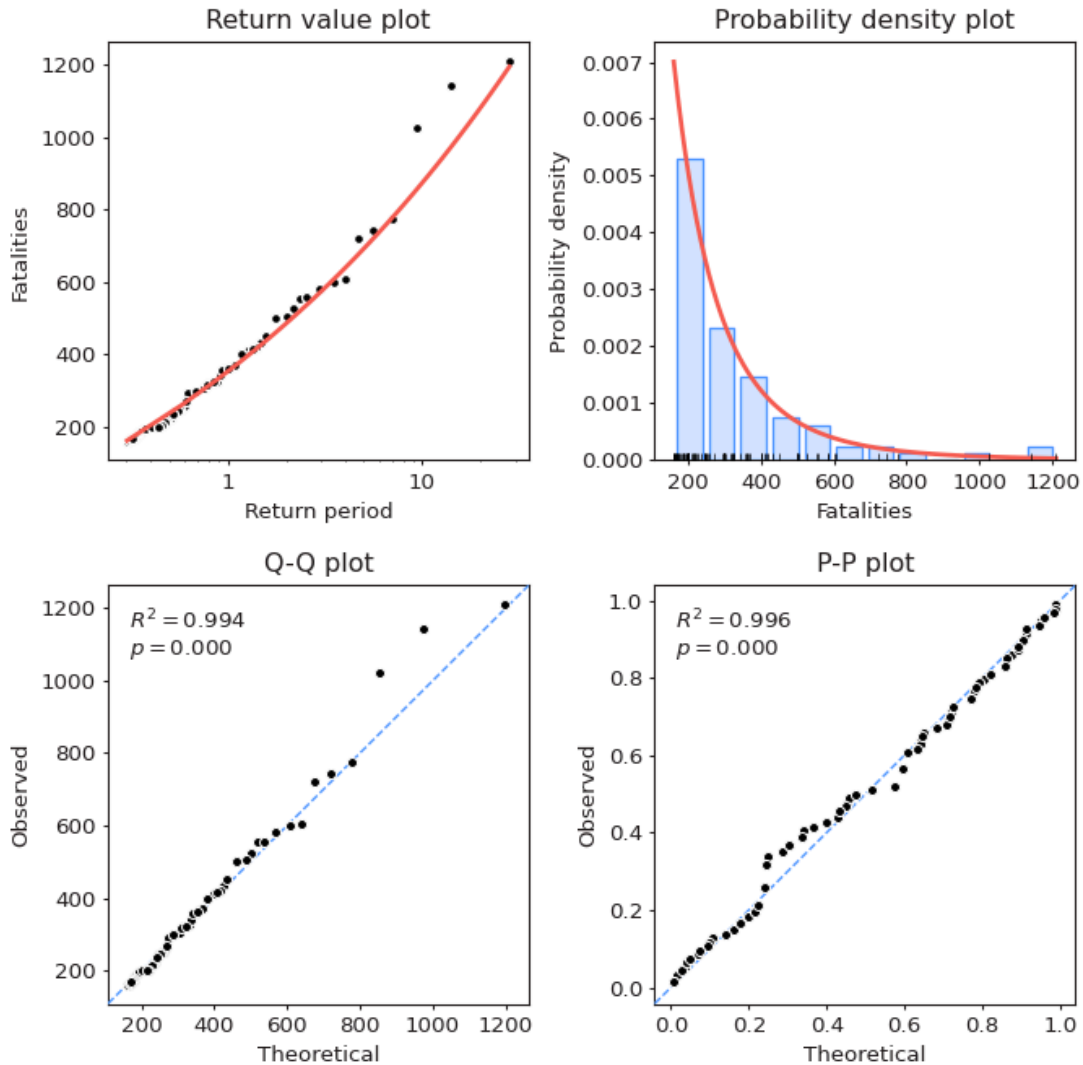 Return value plot
Fatalities
1200
1000
800
600
400
200
1
10
Return period
Probability density plot
Probability density
0.007
0.006
0.005
0.004
0.003
0.002
0.001
0.000
200 400 600 800 1000 1200
Fatalities
Q-Q plot
R² = 0.994
p = 0.000
Observed
1200
1000
800
600
400
200
200 400 600 800 1000 1200
Theoretical
P-P plot
R² = 0.996
p = 0.000
Observed
1.0
0.8
0.6
0.4
0.2
0.0
0.0 0.2 0.4 0.6 0.8 1.0
Theoretical